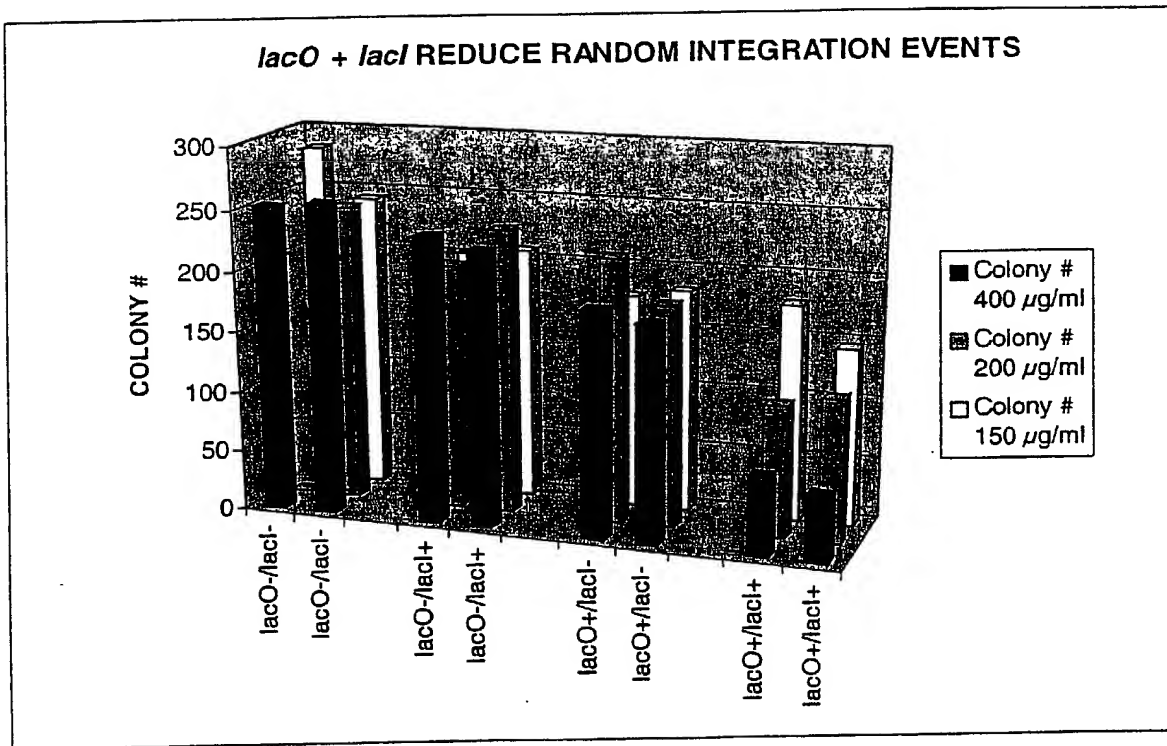 lacO + lacI REDUCE RANDOM INTEGRATION EVENTS
300
250
200
150
100
50
0
COLONY #
lacO-/lacI-
lacO-/lacI-
lacO-/lacI+
lacO-/lacI+
lacO+/lacI-
lacO+/lacI-
lacO+/lacI+
lacO+/lacI+
Colony #
400 µg/ml
Colony #
200 µg/ml
Colony #
150 µg/ml